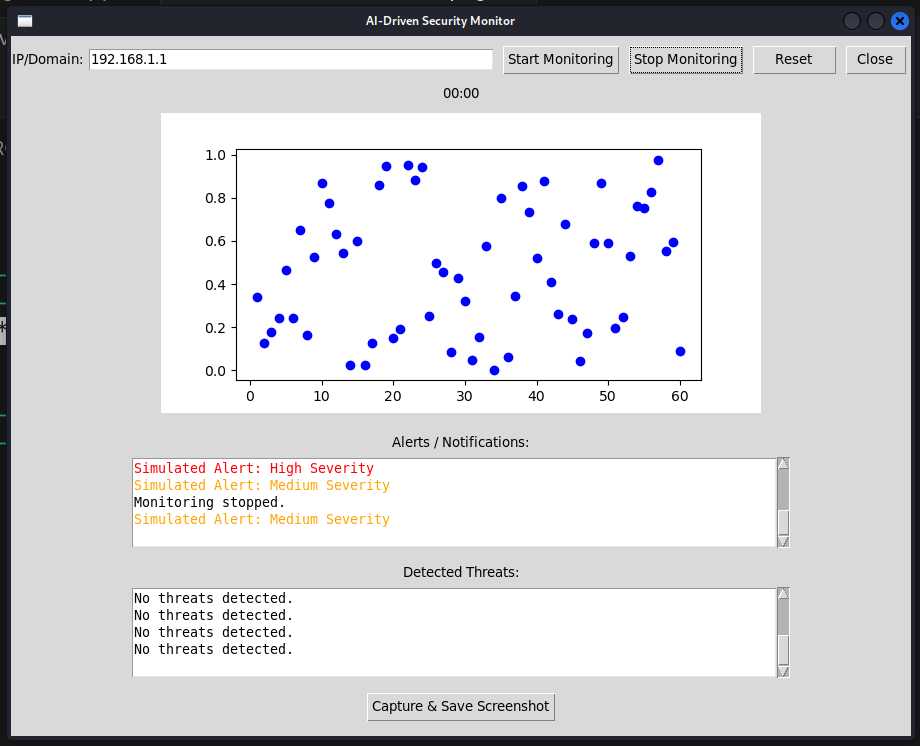 AI-Driven Security Monitor
IP/Domain: 192.168.1.1 Start Monitoring Stop Monitoring Reset Close
00:00
1.0
0.8
0.6
0.4
0.2
0.0
0 10 20 30 40 50 60
Alerts / Notifications:
Simulated Alert: High Severity
Simulated Alert: Medium Severity
Monitoring stopped.
Simulated Alert: Medium Severity
Detected Threats:
No threats detected.
No threats detected.
No threats detected.
No threats detected.
Capture & Save Screenshot